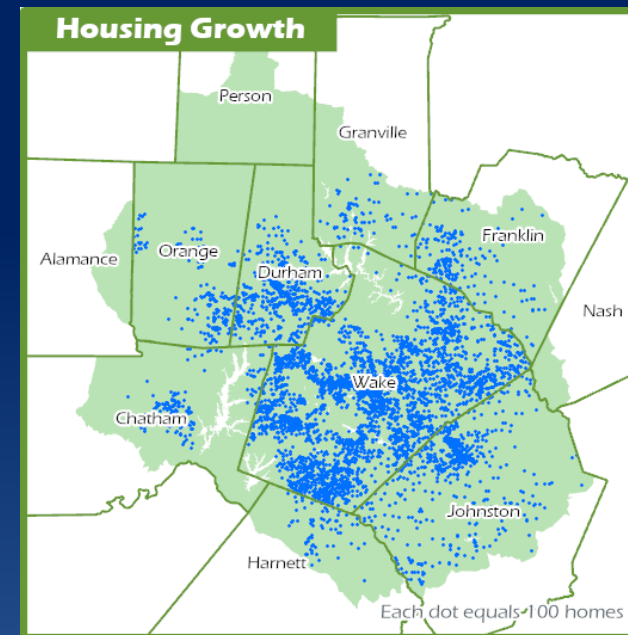 Housing Growth
Person
Granville
Franklin
Orange
Alamance
Durham
Nash
Wake
Chatham
Johnston
Harnett
Each dot equals 100 homes